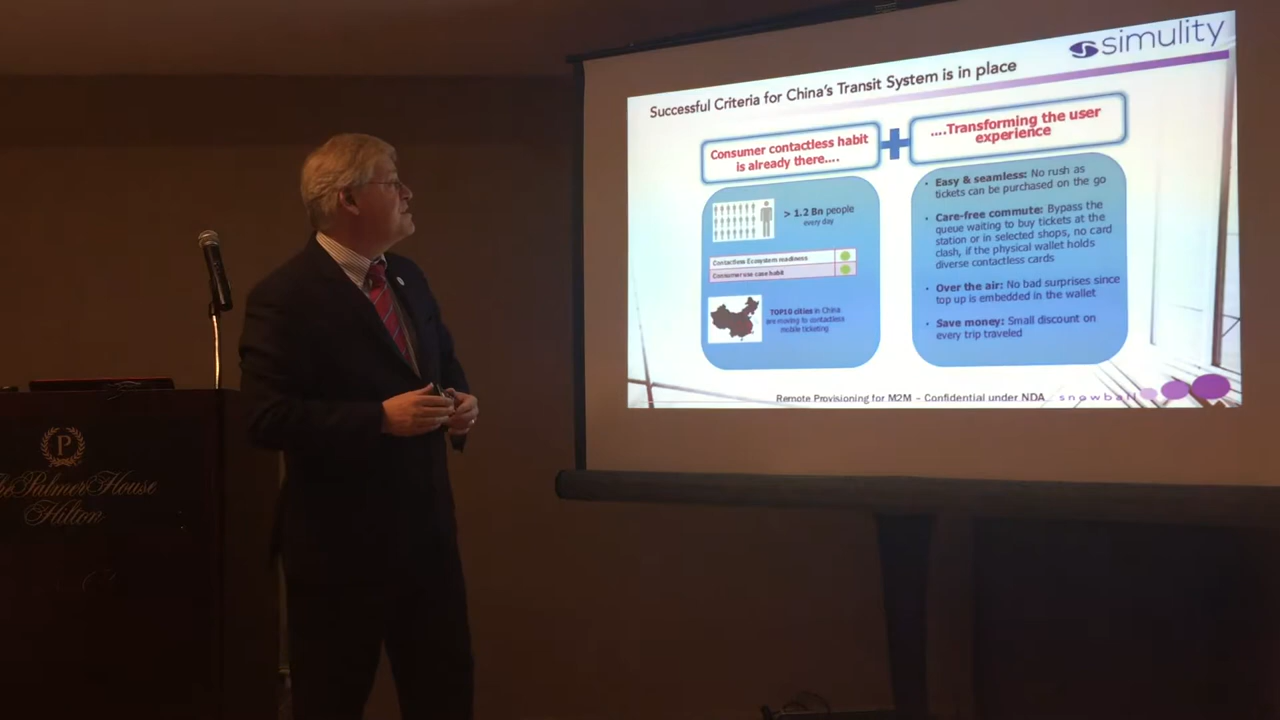 simulity
Successful Criteria for China's Transit System is in place
Consumer contactless habit
is already there....
....Transforming the user
experience
> 1.2 Bn people
every day
Contactless Ecosystem readiness
Consumer use case habit
TOP10 cities in China
are moving to contactless
mobile ticketing
• Easy & seamless: No rush as
tickets can be purchased on the go
• Care-free commute: Bypass the
queue waiting to buy tickets at the
station or in selected shops, no card
clash, if the physical wallet holds
diverse contactless cards
• Over the air: No bad surprises since
top up is embedded in the wallet
• Save money: Small discount on
every trip traveled
Remote Provisioning for M2M – Confidential under NDA
snowball
P
The Palmer House
Hilton